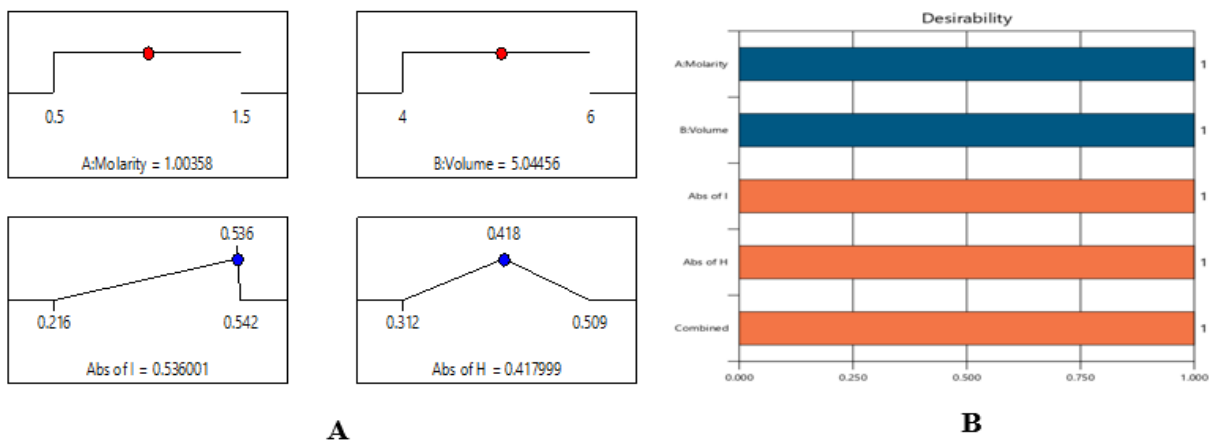 0.5
1.5
A:Molarity = 1.00358
4
6
B:Volume = 5.04456
0.536
0.216
0.542
Abs of I = 0.536001
0.418
0.312
0.509
Abs of H = 0.417999
A
Desirability
A:Molarity
1
B:Volume
1
Abs of I
1
Abs of H
1
Combined
1
0.000
0.250
0.500
0.750
1.000
B